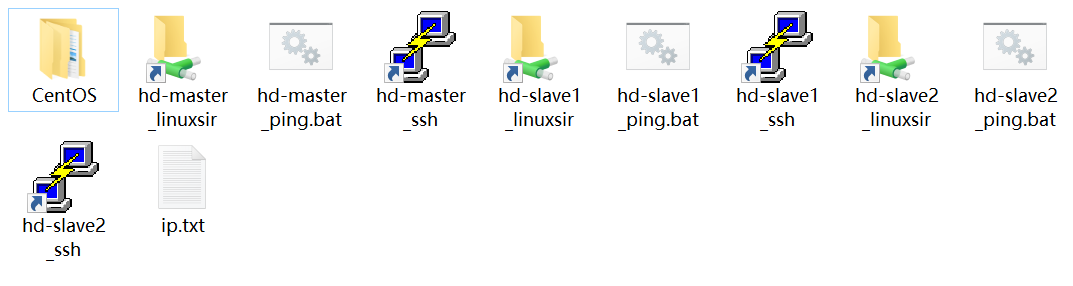 CentOS
hd-master
_linuxsir
hd-master
_ping.bat
hd-master
_ssh
hd-slave1
_linuxsir
hd-slave1
_ping.bat
hd-slave1
_ssh
hd-slave2
_linuxsir
hd-slave2
_ping.bat
hd-slave2
_ssh
ip.txt